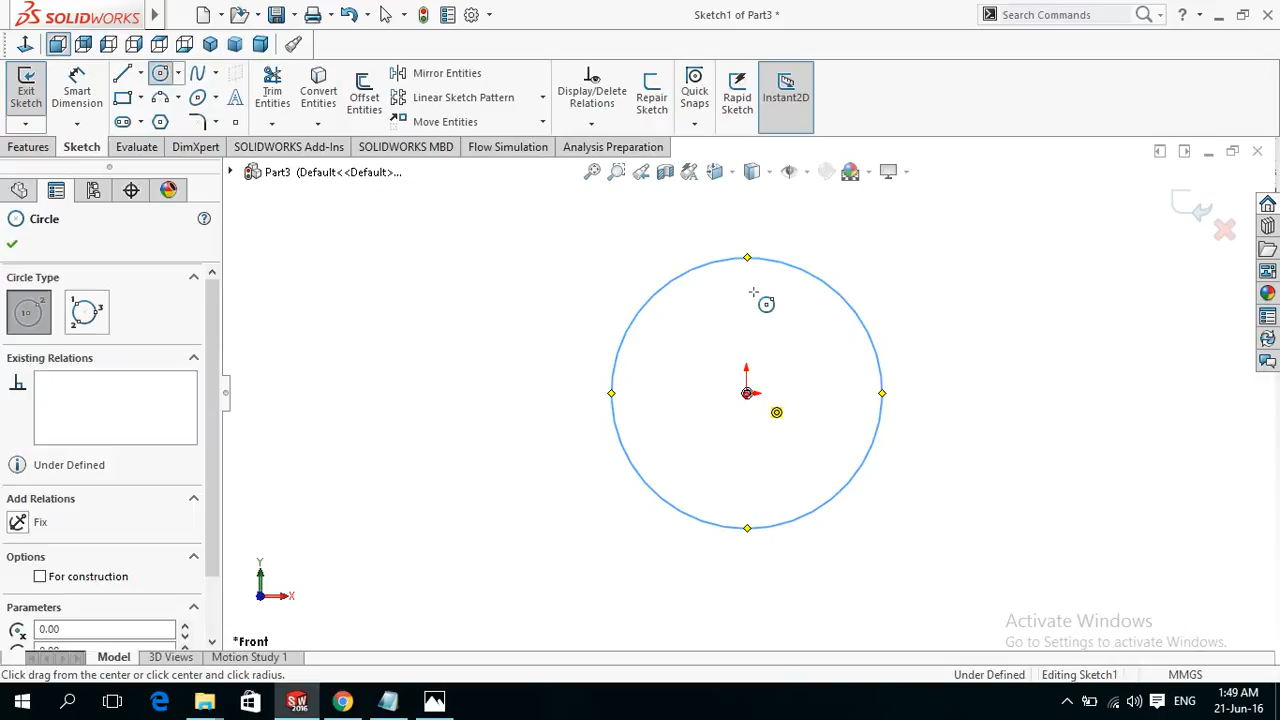 SOLIDWORKS
Sketch1 of Part3 *
Search Commands
?
Exit Sketch
Smart Dimension
Trim Entities
Convert Entities
Offset Entities
Mirror Entities
Linear Sketch Pattern
Move Entities
Display/Delete Relations
Repair Sketch
Quick Snaps
Rapid Sketch
Instant2D
Features
Sketch
Evaluate
DimXpert
SOLIDWORKS Add-Ins
SOLIDWORKS MBD
Flow Simulation
Analysis Preparation
Part3 (Default<<Default>...
Circle
?
Circle Type
Existing Relations
Under Defined
Add Relations
Fix
Options
For construction
Parameters
0.00
Y
X
*Front
Activate Windows
Go to Settings to activate Windows.
Model
3D Views
Motion Study 1
Click drag from the center or click center and click radius.
Under Defined
Editing Sketch1
MMGS
SW
2016
ENG
1:49 AM
21-Jun-16